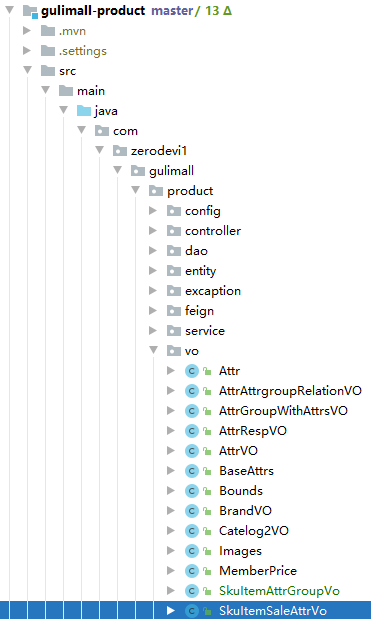 gulimall-product master / 13 Δ
.mvn
.settings
src
main
java
com
zerodevi1
gulimall
product
config
controller
dao
entity
excaption
feign
service
vo
Attr
AttrAttrgroupRelationVO
AttrGroupWithAttrsVO
AttrRespVO
AttrVO
BaseAttrs
Bounds
BrandVO
Catelog2VO
Images
MemberPrice
SkuItemAttrGroupVo
SkuItemSaleAttrVo